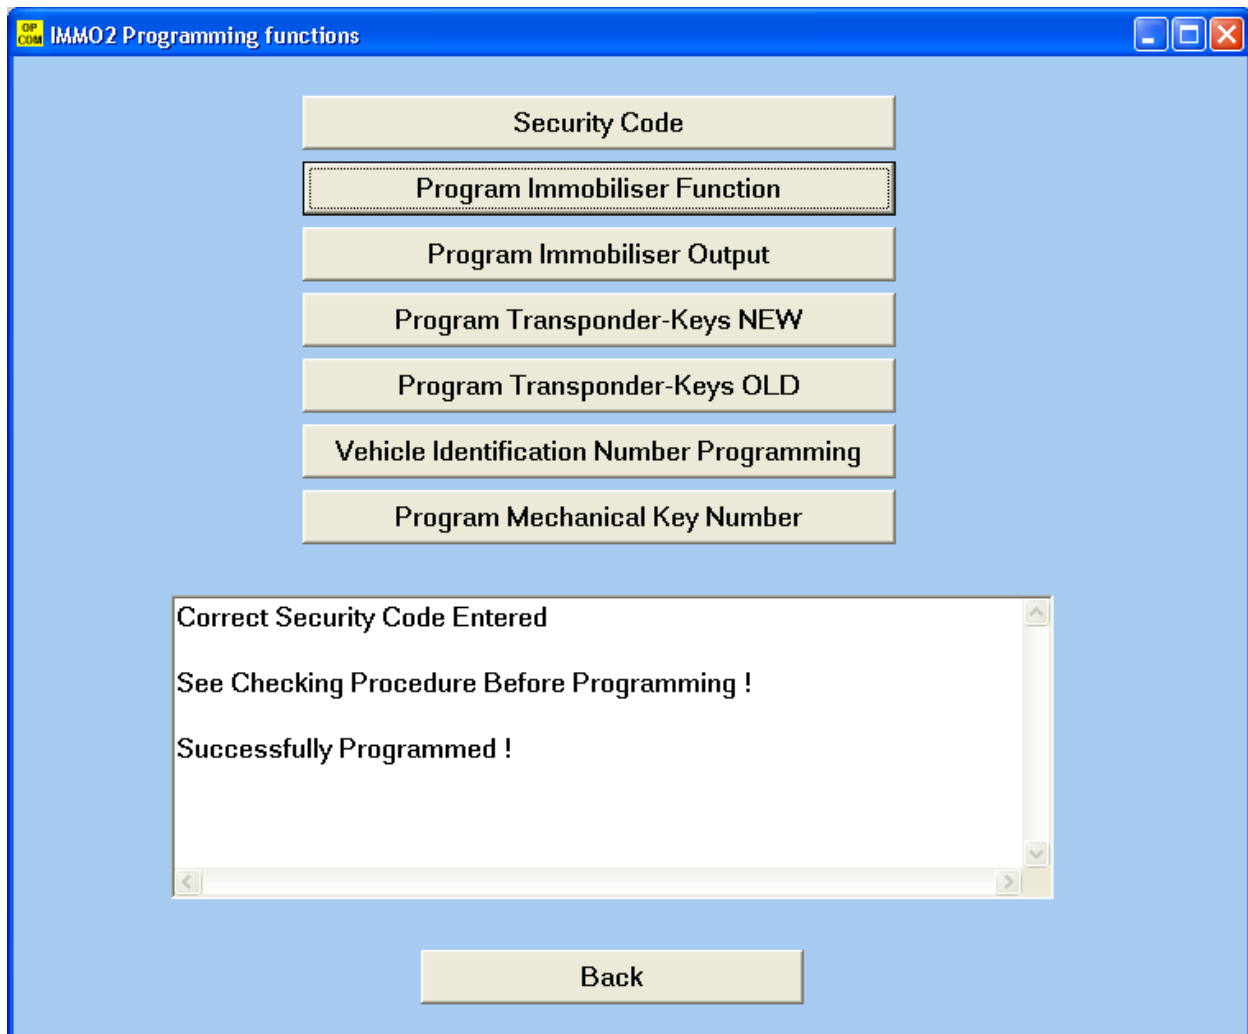 OP
COM
IMMO2 Programming functions
Security Code
Program Immobiliser Function
Program Immobiliser Output
Program Transponder-Keys NEW
Program Transponder-Keys OLD
Vehicle Identification Number Programming
Program Mechanical Key Number
Correct Security Code Entered
See Checking Procedure Before Programming !
Successfully Programmed !
Back